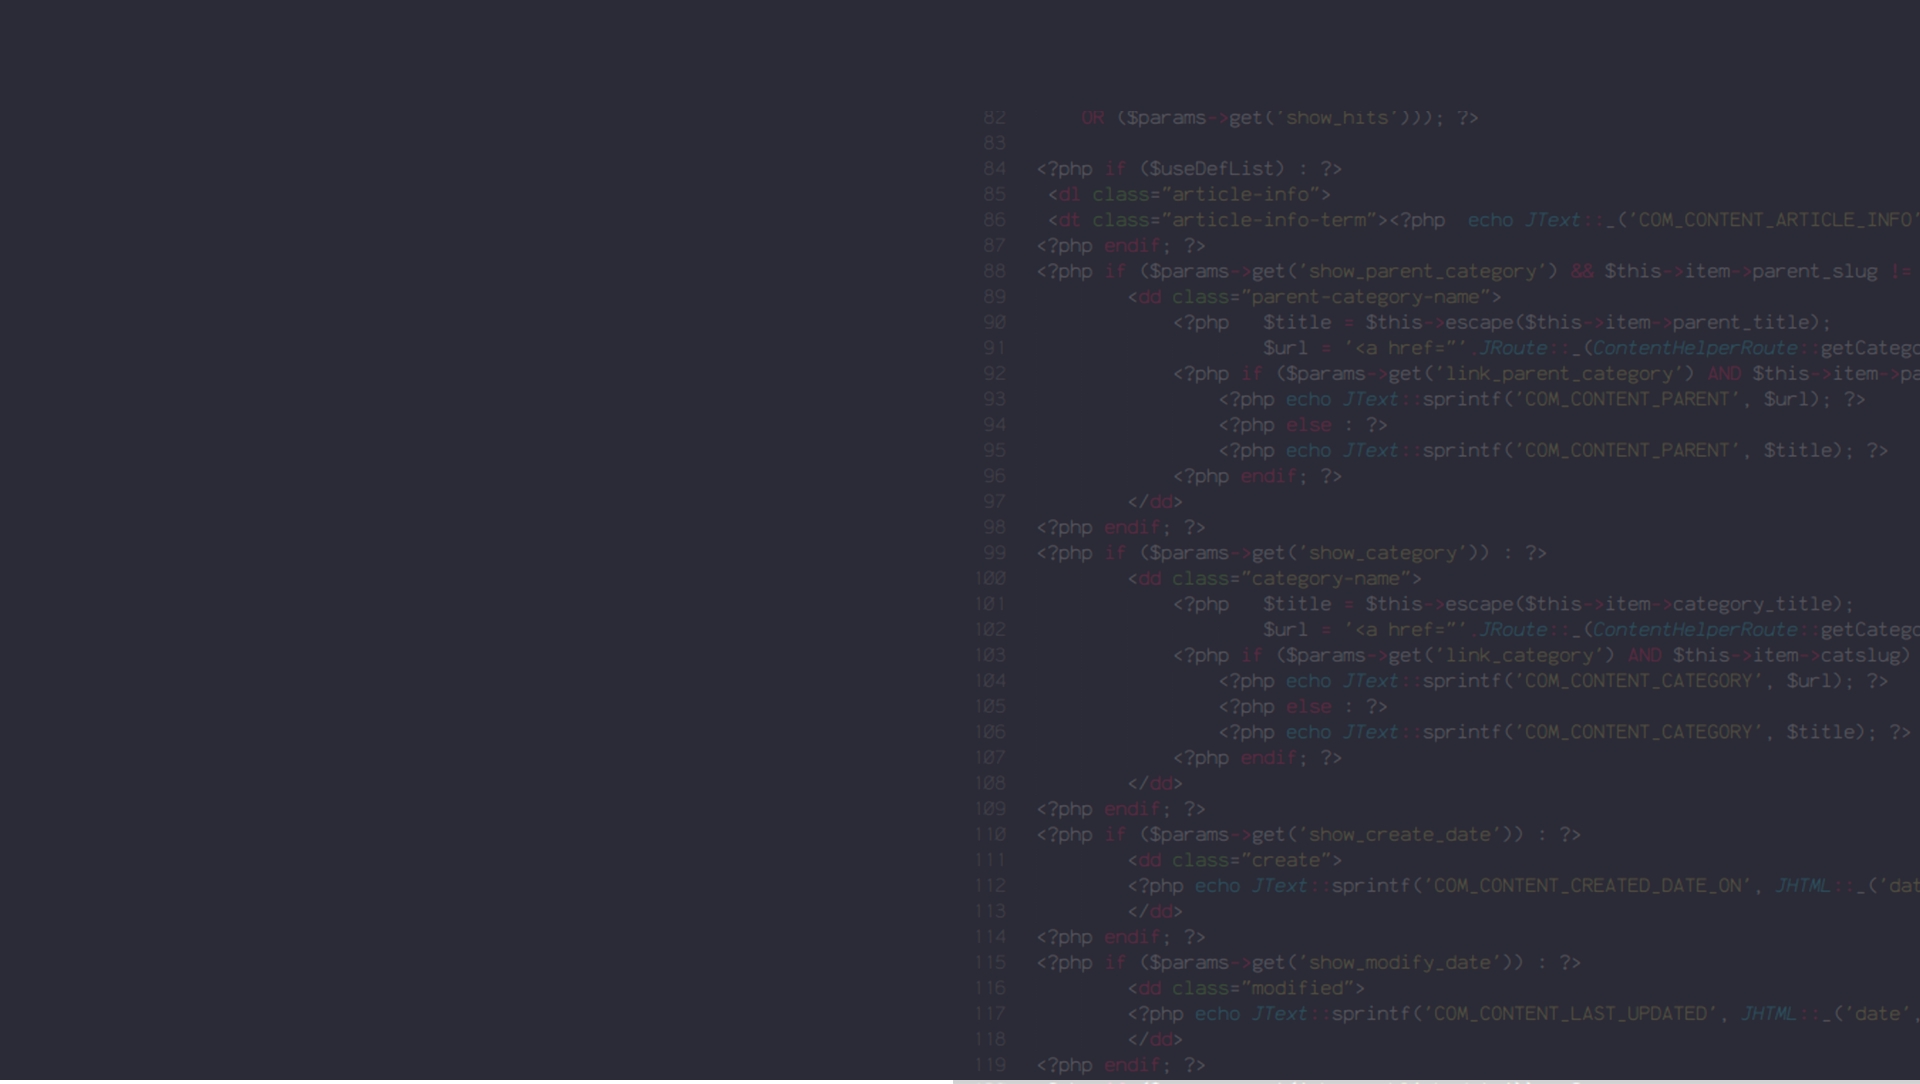 82 OR ($params->get('show_hits'))); ?>
83
84 <?php if ($useDefList) : ?>
85 <dl class="article-info">
86 <dt class="article-info-term"><?php  echo JText::_('COM_CONTENT_ARTICLE_INFO'
87 <?php endif; ?>
88 <?php if ($params->get('show_parent_category') && $this->item->parent_slug !=
89 <dd class="parent-category-name">
90 <?php   $title = $this->escape($this->item->parent_title);
91 $url = '<a href="'.JRoute::_(ContentHelperRoute::getCatego
92 <?php if ($params->get('link_parent_category') AND $this->item->pa
93 <?php echo JText::sprintf('COM_CONTENT_PARENT', $url); ?>
94 <?php else : ?>
95 <?php echo JText::sprintf('COM_CONTENT_PARENT', $title); ?>
96 <?php endif; ?>
97 </dd>
98 <?php endif; ?>
99 <?php if ($params->get('show_category')) : ?>
100 <dd class="category-name">
101 <?php   $title = $this->escape($this->item->category_title);
102 $url = '<a href="'.JRoute::_(ContentHelperRoute::getCatego
103 <?php if ($params->get('link_category') AND $this->item->catslug)
104 <?php echo JText::sprintf('COM_CONTENT_CATEGORY', $url); ?>
105 <?php else : ?>
106 <?php echo JText::sprintf('COM_CONTENT_CATEGORY', $title); ?>
107 <?php endif; ?>
108 </dd>
109 <?php endif; ?>
110 <?php if ($params->get('show_create_date')) : ?>
111 <dd class="create">
112 <?php echo JText::sprintf('COM_CONTENT_CREATED_DATE_ON', JHTML::_('dat
113 </dd>
114 <?php endif; ?>
115 <?php if ($params->get('show_modify_date')) : ?>
116 <dd class="modified">
117 <?php echo JText::sprintf('COM_CONTENT_LAST_UPDATED', JHTML::_('date',
118 </dd>
119 <?php endif; ?>